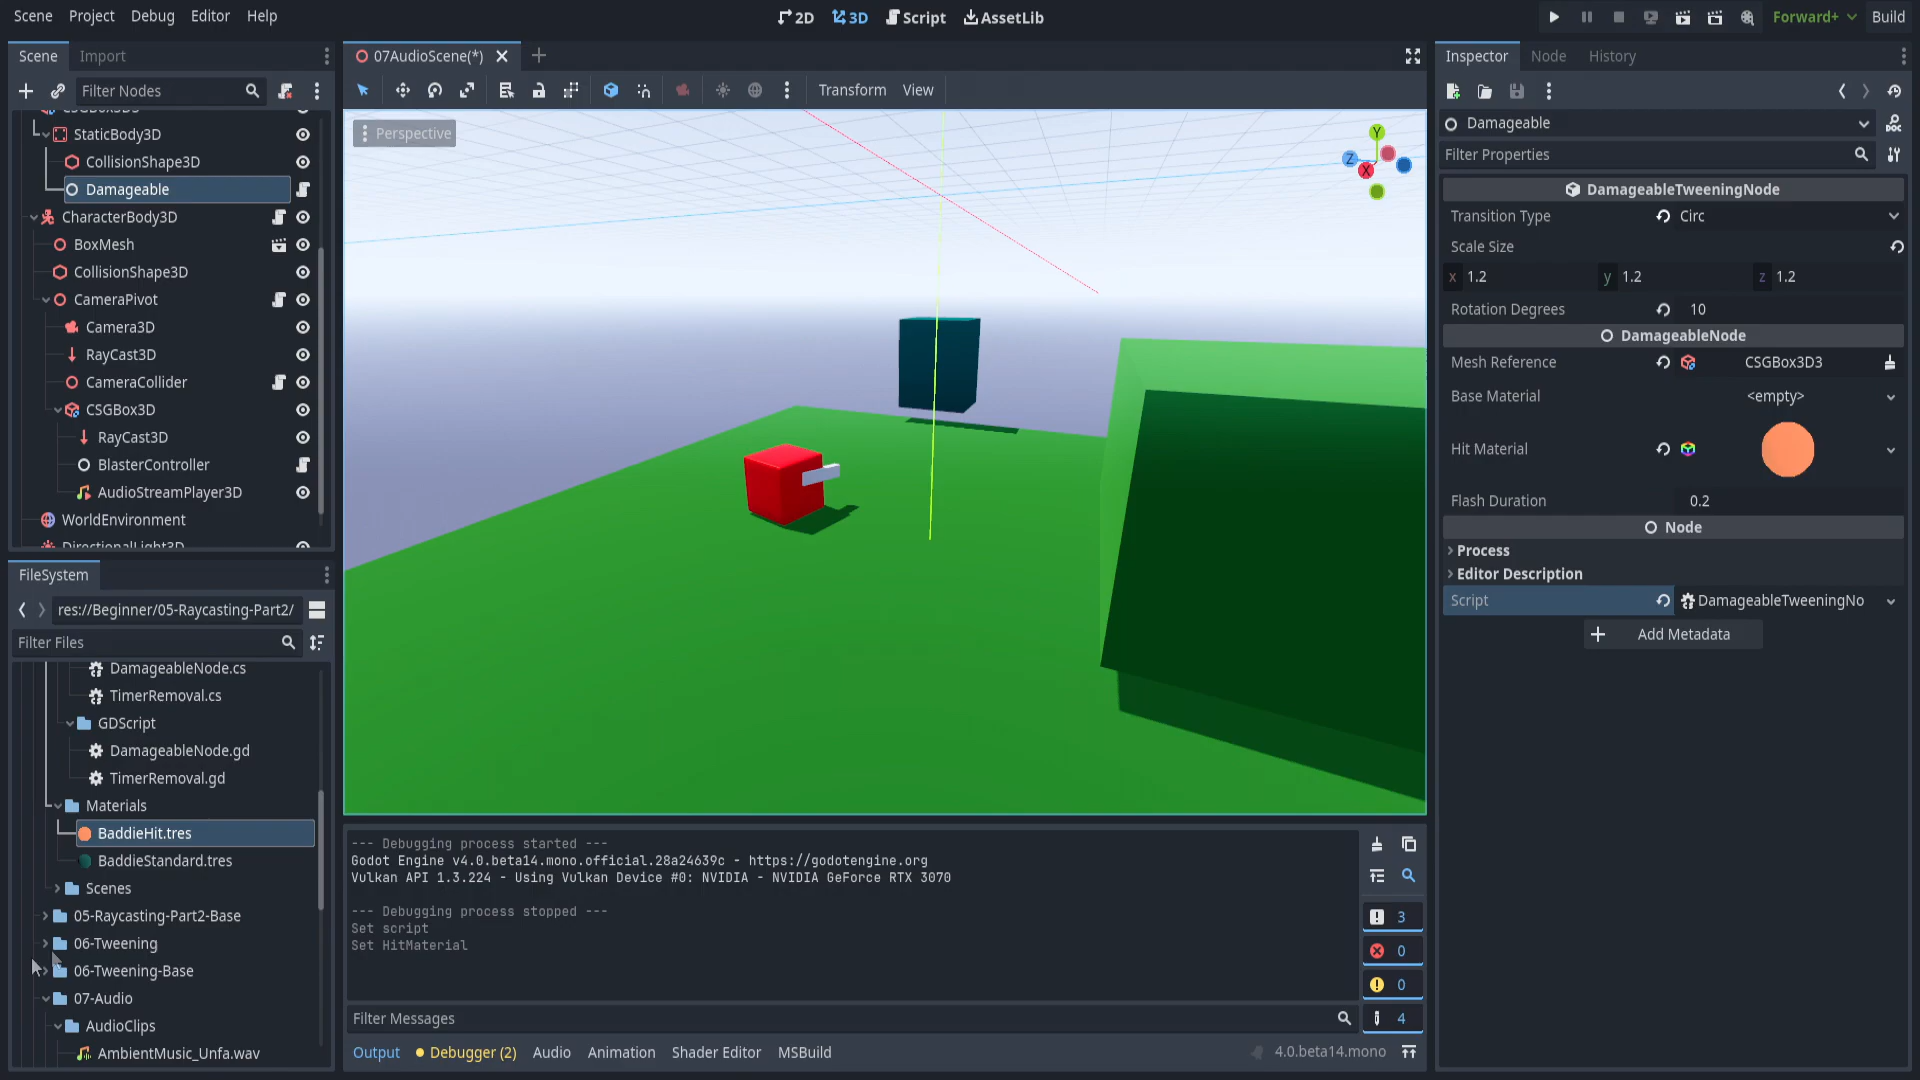 Scene Project Debug Editor Help
2D 3D Script AssetLib
Forward+ Build
Scene Import
Filter Nodes
CSGBox3D3
StaticBody3D
CollisionShape3D
Damageable
CharacterBody3D
BoxMesh
CollisionShape3D
CameraPivot
Camera3D
RayCast3D
CameraCollider
CSGBox3D
RayCast3D
BlasterController
AudioStreamPlayer3D
WorldEnvironment
DirectionalLight3D
FileSystem
res://Beginner/05-Raycasting-Part2/
Filter Files
DamageableNode.cs
TimerRemoval.cs
GDScript
DamageableNode.gd
TimerRemoval.gd
Materials
BaddieHit.tres
BaddieStandard.tres
Scenes
05-Raycasting-Part2-Base
06-Tweening
06-Tweening-Base
07-Audio
AudioClips
AmbientMusic_Unfa.wav
07AudioScene(*)
Transform View
Perspective
Y
Z
X
--- Debugging process started ---
Godot Engine v4.0.beta14.mono.official.28a24639c - https://godotengine.org
Vulkan API 1.3.224 - Using Vulkan Device #0: NVIDIA - NVIDIA GeForce RTX 3070
--- Debugging process stopped ---
Set script
Set HitMaterial
3
0
0
4
Filter Messages
Output Debugger (2) Audio Animation Shader Editor MSBuild
4.0.beta14.mono
Inspector Node History
Damageable
Filter Properties
DamageableTweeningNode
Transition Type Circ
Scale Size
x 1.2 y 1.2 z 1.2
Rotation Degrees 10
DamageableNode
Mesh Reference CSGBox3D3
Base Material <empty>
Hit Material
Flash Duration 0.2
Node
Process
Editor Description
Script DamageableTweeningNo
Add Metadata